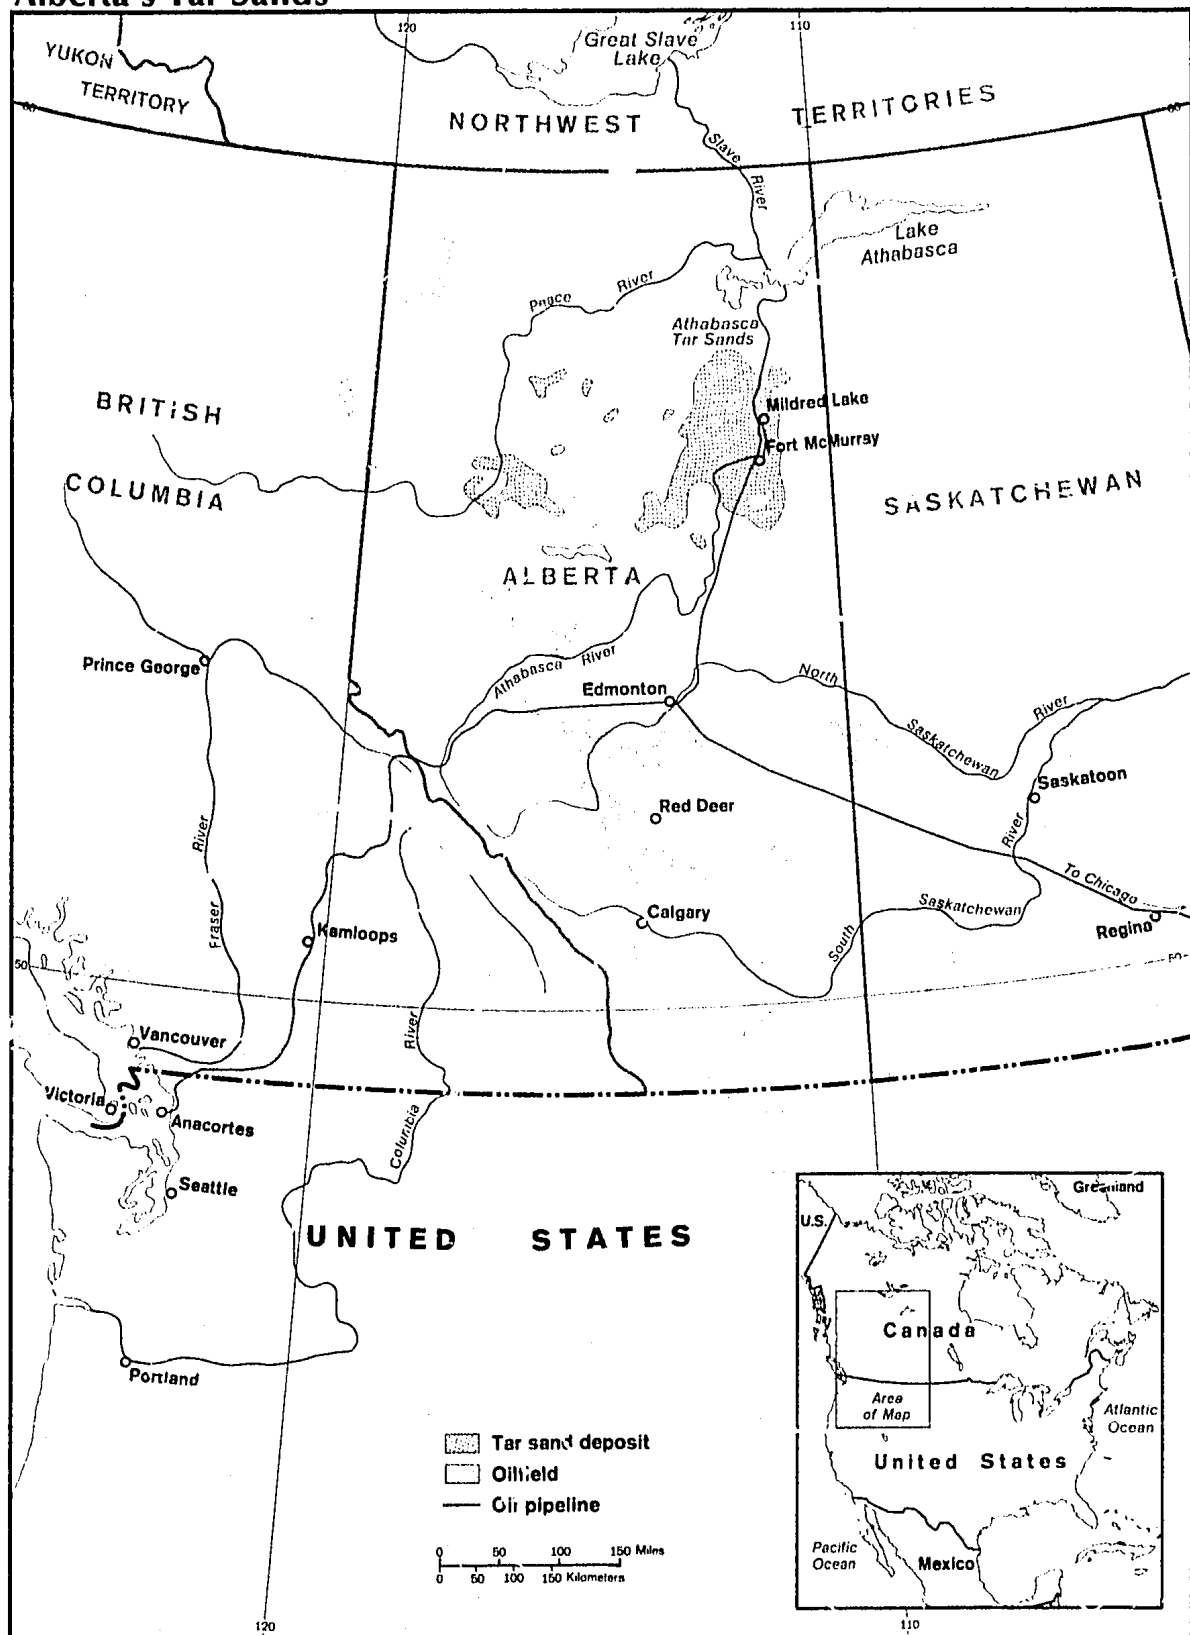 Alberta's Tar Sands
120
110
Great Slave
Lake
YUKON
TERRITORY
60
60
NORTHWEST
TERRITORIES
Slave
River
Lake
Athabasca
Peace
River
Athabasca
Tar Sands
BRITISH
COLUMBIA
Mildred Lake
Fort McMurray
SASKATCHEWAN
ALBERTA
Prince George
Athabasca
River
Edmonton
North
Saskatchewan
River
Saskatoon
Red Deer
River
River
To Chicago
Fraser
Kamloops
Calgary
South
Saskatchewan
Regina
50
50
River
Vancouver
Victoria
Anacortes
Columbia
Seattle
UNITED STATES
Portland
Tar sand deposit
Oilfield
Oil pipeline
0 50 100 150 Miles
0 50 100 150 Kilometers
120
110
Greenland
U.S.
Canada
Area
of Map
Atlantic
Ocean
United States
Pacific
Ocean
Mexico